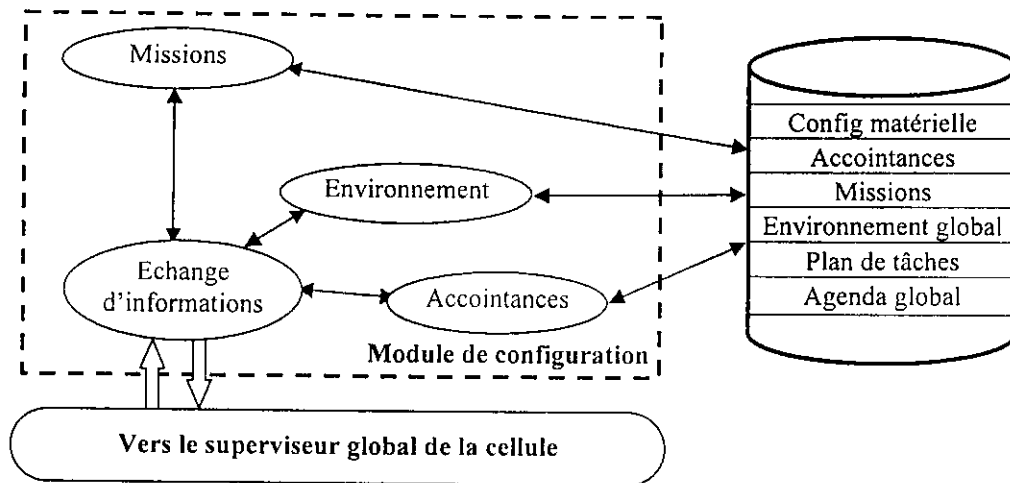 Missions
Config matérielle
Accointances
Missions
Environnement global
Plan de tâches
Agenda global
Environnement
Echange
d'informations
Accointances
Module de configuration
Vers le superviseur global de la cellule